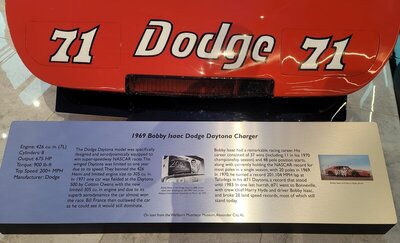 71 Dodge 71
1969 Bobby Isaac Dodge Daytona Charger
Engine: 426 cu. in. (7L)
Cylinders: 8
Output: 675 HP
Torque: 900 lb-ft
Top Speed: 200+ MPH
Manufacturer: Dodge
The Dodge Daytona model was specifically
designed and aerodynamically equipped to
win super-speedway NASCAR races. The
winged Daytona was limited to one year
due to its speed. They banned the 426
Hemi and limited engine size to 305 cu. in.
In 1971 one car was fielded at the Daytona
500 by Cotton Owens with the new
limited 305 cu. in. engine and due to its
superb aerodynamics the car almost won
the race. Bill France then outlawed the car
as he could see it would still dominate.
Bobby Isaac had a remarkable racing career. His
career consisted of 37 wins (including 11 in his 1970
championship season) and 48 pole position starts,
along with currently holding the NASCAR record for
most poles in a single season, with 20 poles in 1969.
In 1970, he turned a record 201.104 MPH lap at
Talladega in his #71 Daytona, a record that stood
until 1983. In one last hurrah, #71 went to Bonneville,
with crew chief Harry Hyde and driver Bobby Isaac,
and broke 28 land speed records, most of which still
stand today.
On loan from the Wellborn Musclecar Museum, Alexander City, AL